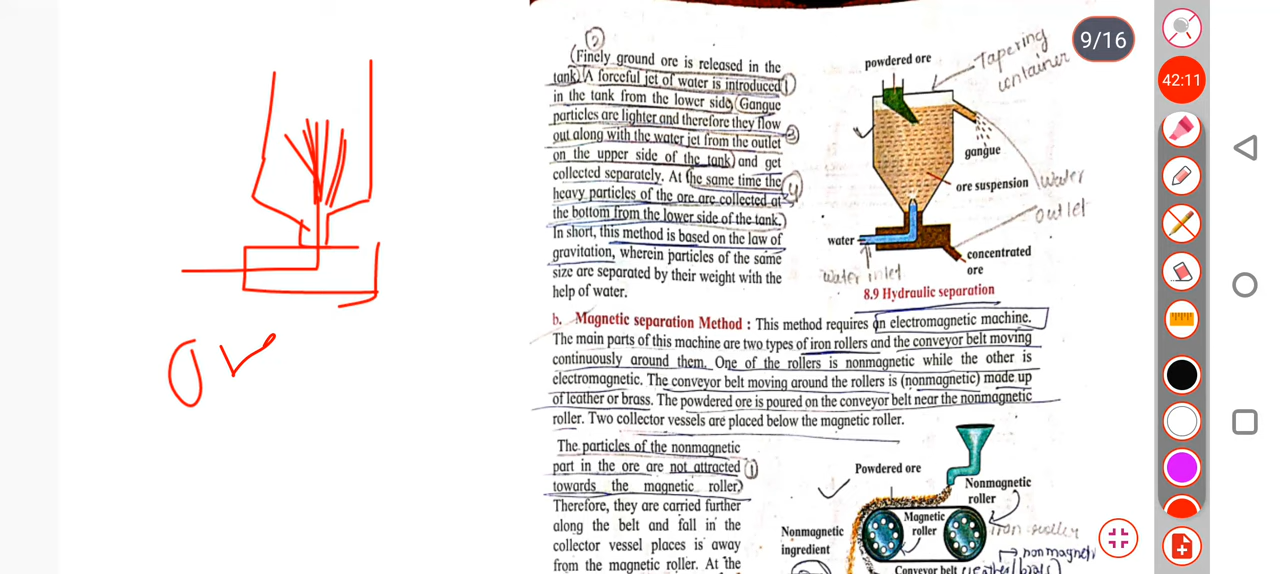 Or
②
(Finely ground ore is released in the
tank) (A forceful jet of water is introduced ①
in the tank from the lower side) (Gangue
particles are lighter and therefore they flow
out along with the water jet from the outlet ③
on the upper side of the tank) and get
collected separately. At (the same time the ④
heavy particles of the ore are collected at
the bottom from the lower side of the tank.)
In short, this method is based on the law of
gravitation, wherein particles of the same
size are separated by their weight with the
help of water.
powdered ore
Tapering
container
gangue
ore suspension
water
outlet
water
water inlet
concentrated
ore
8.9 Hydraulic separation
b. Magnetic separation Method : This method requires an electromagnetic machine.
The main parts of this machine are two types of iron rollers and the conveyor belt moving
continuously around them. One of the rollers is nonmagnetic while the other is
electromagnetic. The conveyor belt moving around the rollers is (nonmagnetic) made up
of leather or brass. The powdered ore is poured on the conveyor belt near the nonmagnetic
roller. Two collector vessels are placed below the magnetic roller.
The particles of the nonmagnetic
part in the ore are not attracted ①
towards the magnetic roller)
Therefore, they are carried further
along the belt and fall in the
collector vessel places is away
from the magnetic roller. At the
Powdered ore
Nonmagnetic
roller
Magnetic
roller
iron roller
Nonmagnetic
ingredient
nonmagneti
Conveyor belt (leather/brass)
9/16
42:11